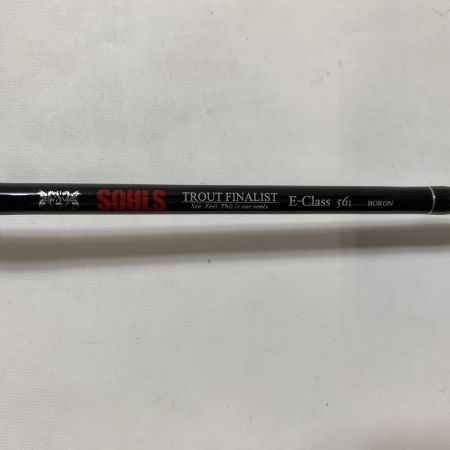 SOULS
TROUT FINALIST
See. Feel. This is our souls.
E-Class 56L BORON